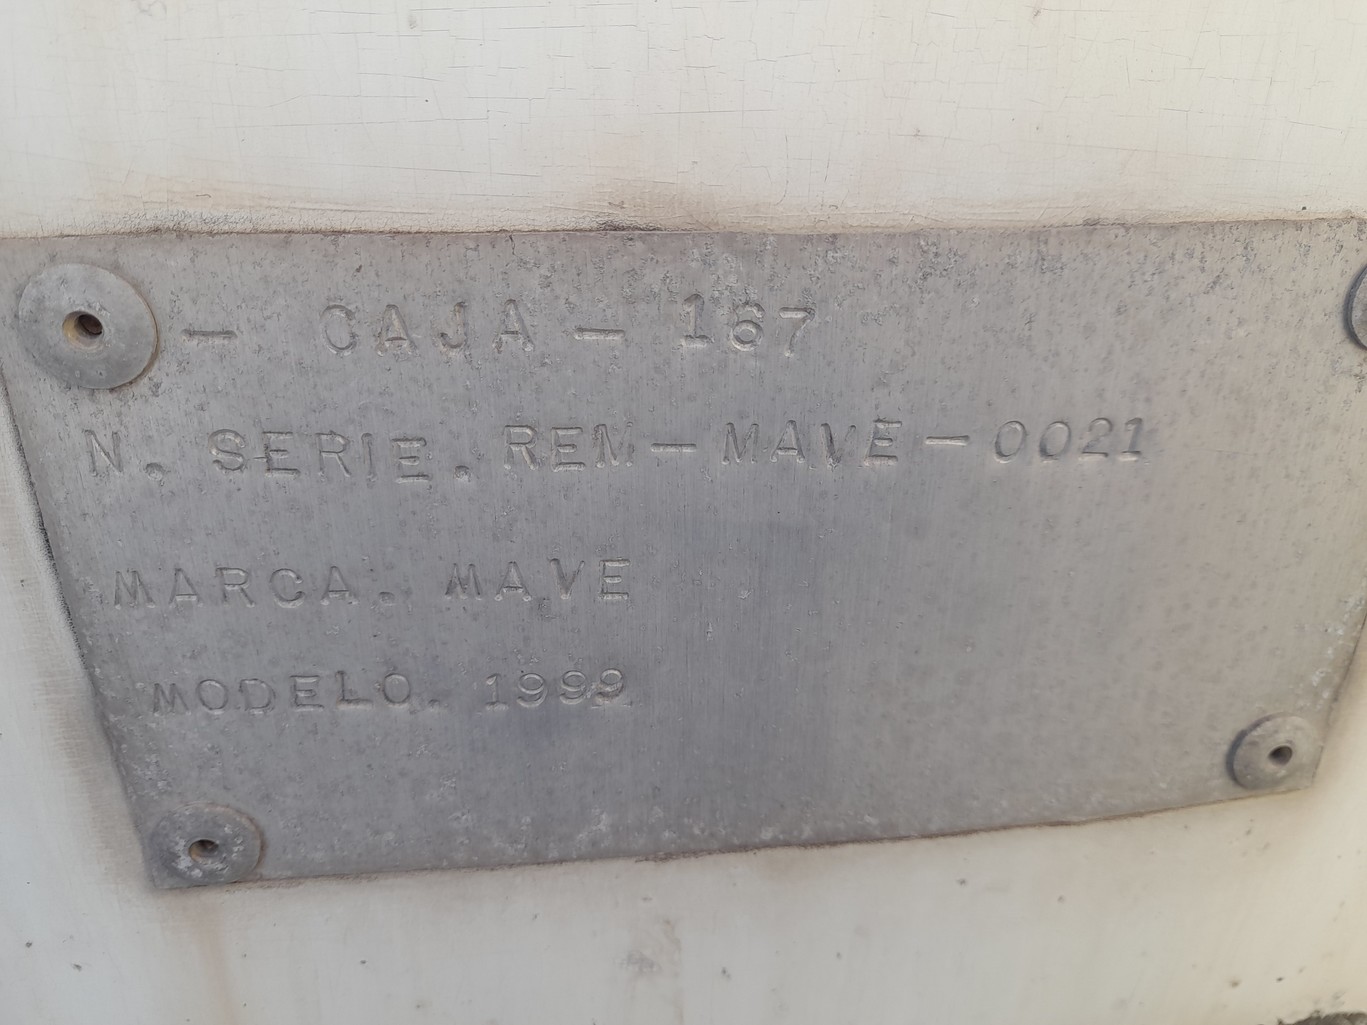 - CAJA - 167
N. SERIE. REM - MAVE - 0021
MARCA. MAVE
MODELO. 1999